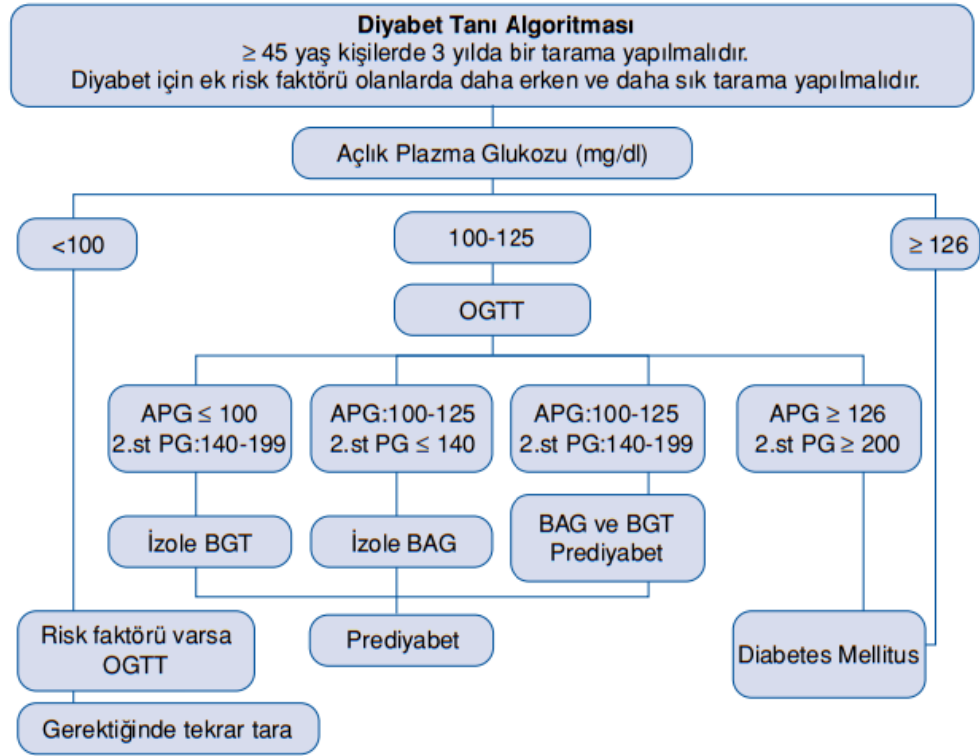 Diyabet Tanı Algoritması
≥ 45 yaş kişilerde 3 yılda bir tarama yapılmalıdır.
Diyabet için ek risk faktörü olanlarda daha erken ve daha sık tarama yapılmalıdır.
Açlık Plazma Glukozu (mg/dl)
<100
100-125
≥ 126
OGTT
APG ≤ 100
2.st PG:140-199
APG:100-125
2.st PG ≤ 140
APG:100-125
2.st PG:140-199
APG ≥ 126
2.st PG ≥ 200
İzole BGT
İzole BAG
BAG ve BGT
Prediyabet
Risk faktörü varsa
OGTT
Prediyabet
Diabetes Mellitus
Gerektiğinde tekrar tara